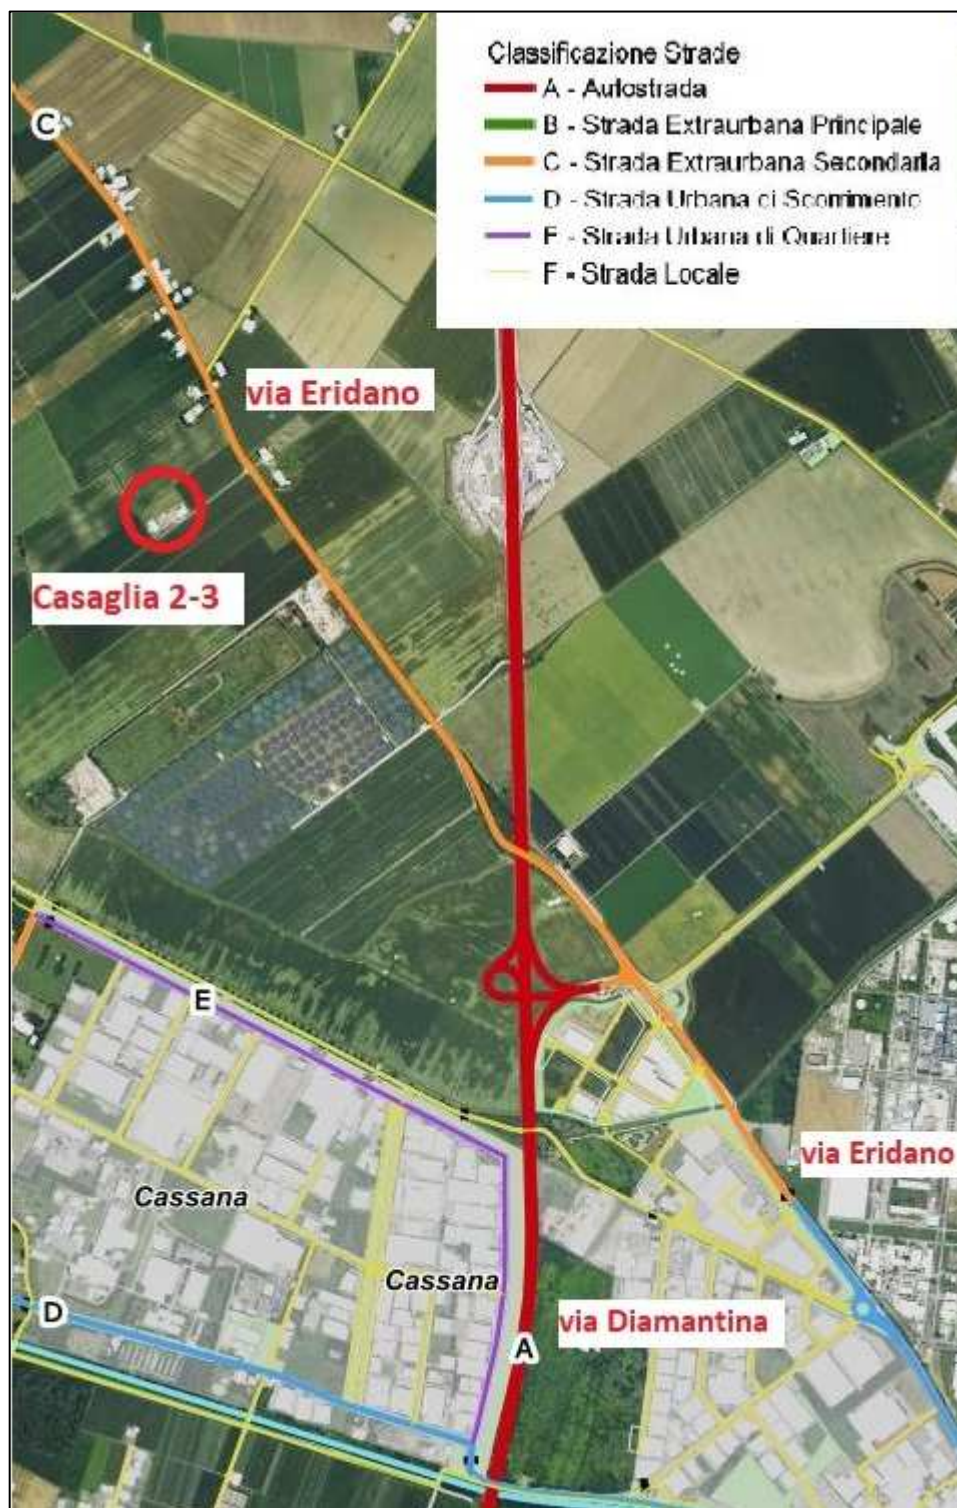 Classificazione Strade
A - Autostrada
B - Strada Extraurbana Principale
C - Strada Extraurbana Secondaria
D - Strada Urbana di Scorrimento
E - Strada Urbana di Quartiere
F - Strada Locale
C
via Eridano
Casaglia 2-3
E
via Eridano
Cassana
Cassana
D
via Diamantina
A